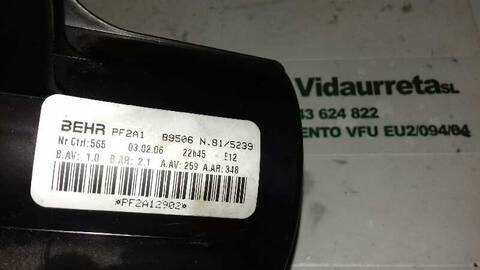 BEHR PF2A1 89506 N.81/5239
Nr Ctrl:565 03.02.06 22h45 E12
B.AV: 1.0 B.AR: 2.1 A.AV: 259 A.AR: 348
*PF2A12902*
Vidaurreta SL
43 624 822
ENTO VFU EU2/094/04